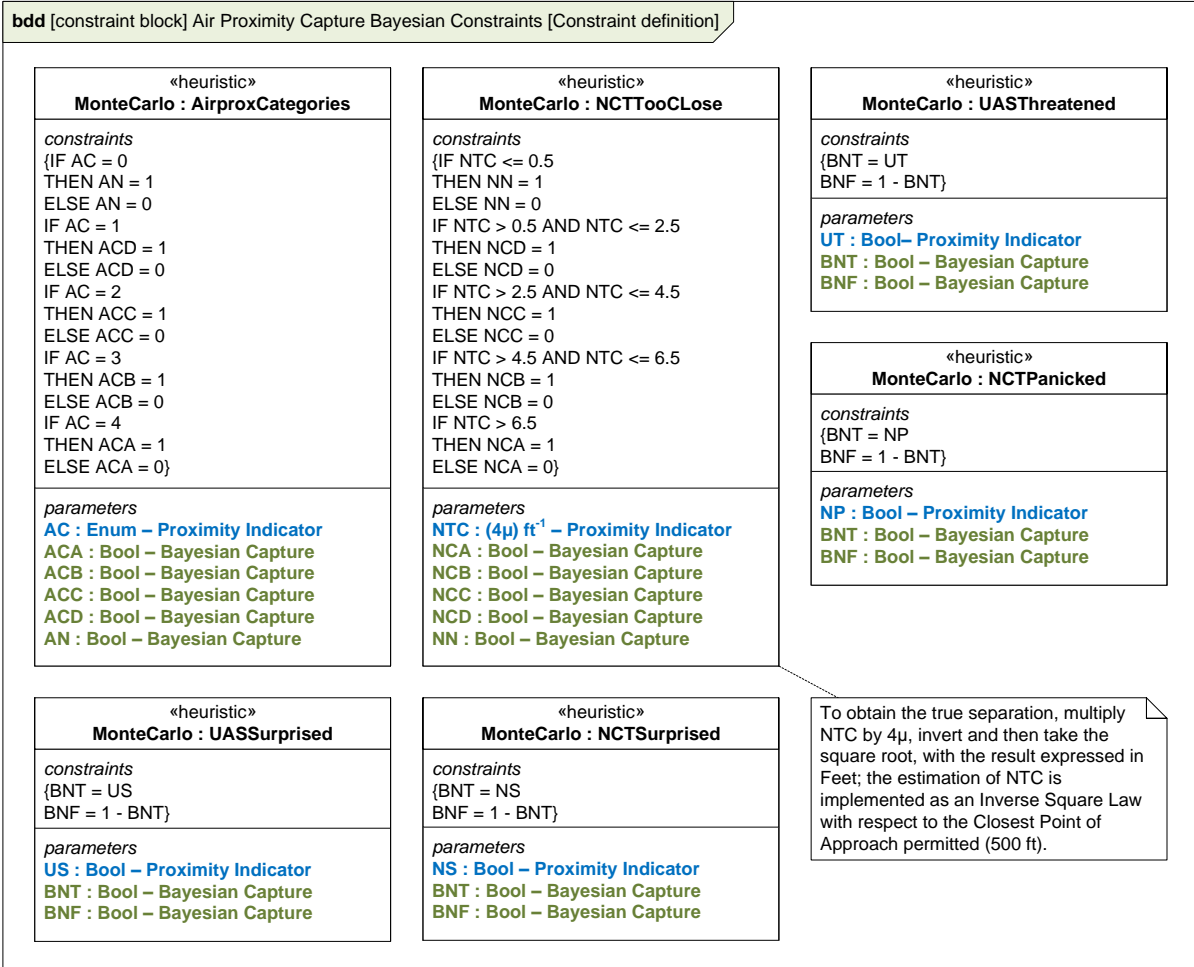 bdd [constraint block] Air Proximity Capture Bayesian Constraints [Constraint definition]
«heuristic»
MonteCarlo : AirproxCategories
constraints
{IF AC = 0
THEN AN = 1
ELSE AN = 0
IF AC = 1
THEN ACD = 1
ELSE ACD = 0
IF AC = 2
THEN ACC = 1
ELSE ACC = 0
IF AC = 3
THEN ACB = 1
ELSE ACB = 0
IF AC = 4
THEN ACA = 1
ELSE ACA = 0}
parameters
AC : Enum – Proximity Indicator
ACA : Bool – Bayesian Capture
ACB : Bool – Bayesian Capture
ACC : Bool – Bayesian Capture
ACD : Bool – Bayesian Capture
AN : Bool – Bayesian Capture
«heuristic»
MonteCarlo : NCTTooCLose
constraints
{IF NTC <= 0.5
THEN NN = 1
ELSE NN = 0
IF NTC > 0.5 AND NTC <= 2.5
THEN NCD = 1
ELSE NCD = 0
IF NTC > 2.5 AND NTC <= 4.5
THEN NCC = 1
ELSE NCC = 0
IF NTC > 4.5 AND NTC <= 6.5
THEN NCB = 1
ELSE NCB = 0
IF NTC > 6.5
THEN NCA = 1
ELSE NCA = 0}
parameters
NTC : (4µ) ft⁻¹ – Proximity Indicator
NCA : Bool – Bayesian Capture
NCB : Bool – Bayesian Capture
NCC : Bool – Bayesian Capture
NCD : Bool – Bayesian Capture
NN : Bool – Bayesian Capture
«heuristic»
MonteCarlo : UASThreatened
constraints
{BNT = UT
BNF = 1 - BNT}
parameters
UT : Bool– Proximity Indicator
BNT : Bool – Bayesian Capture
BNF : Bool – Bayesian Capture
«heuristic»
MonteCarlo : NCTPanicked
constraints
{BNT = NP
BNF = 1 - BNT}
parameters
NP : Bool – Proximity Indicator
BNT : Bool – Bayesian Capture
BNF : Bool – Bayesian Capture
«heuristic»
MonteCarlo : UASSurprised
constraints
{BNT = US
BNF = 1 - BNT}
parameters
US : Bool – Proximity Indicator
BNT : Bool – Bayesian Capture
BNF : Bool – Bayesian Capture
«heuristic»
MonteCarlo : NCTSurprised
constraints
{BNT = NS
BNF = 1 - BNT}
parameters
NS : Bool – Proximity Indicator
BNT : Bool – Bayesian Capture
BNF : Bool – Bayesian Capture
To obtain the true separation, multiply
NTC by 4µ, invert and then take the
square root, with the result expressed in
Feet; the estimation of NTC is
implemented as an Inverse Square Law
with respect to the Closest Point of
Approach permitted (500 ft).